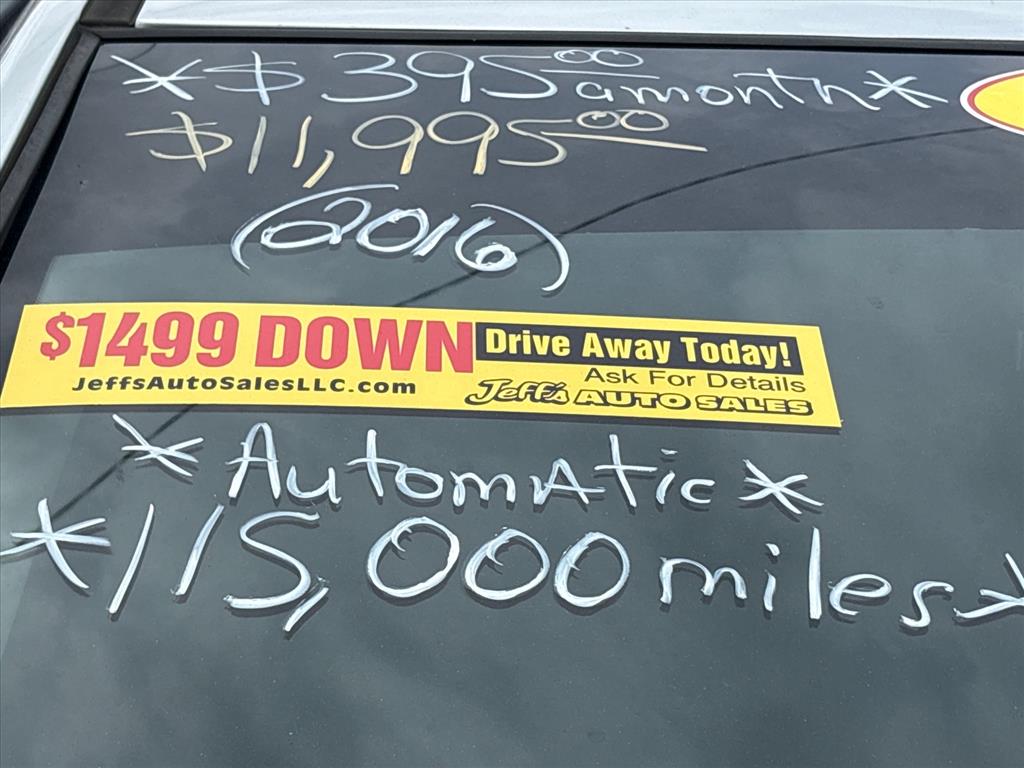 *$395.00 a month*
$11,995.00
(2016)
$1499 DOWN Drive Away Today!
Ask For Details
JeffsAutoSalesLLC.com Jeff's AUTO SALES
*AutomAtic*
*115,000 miles*